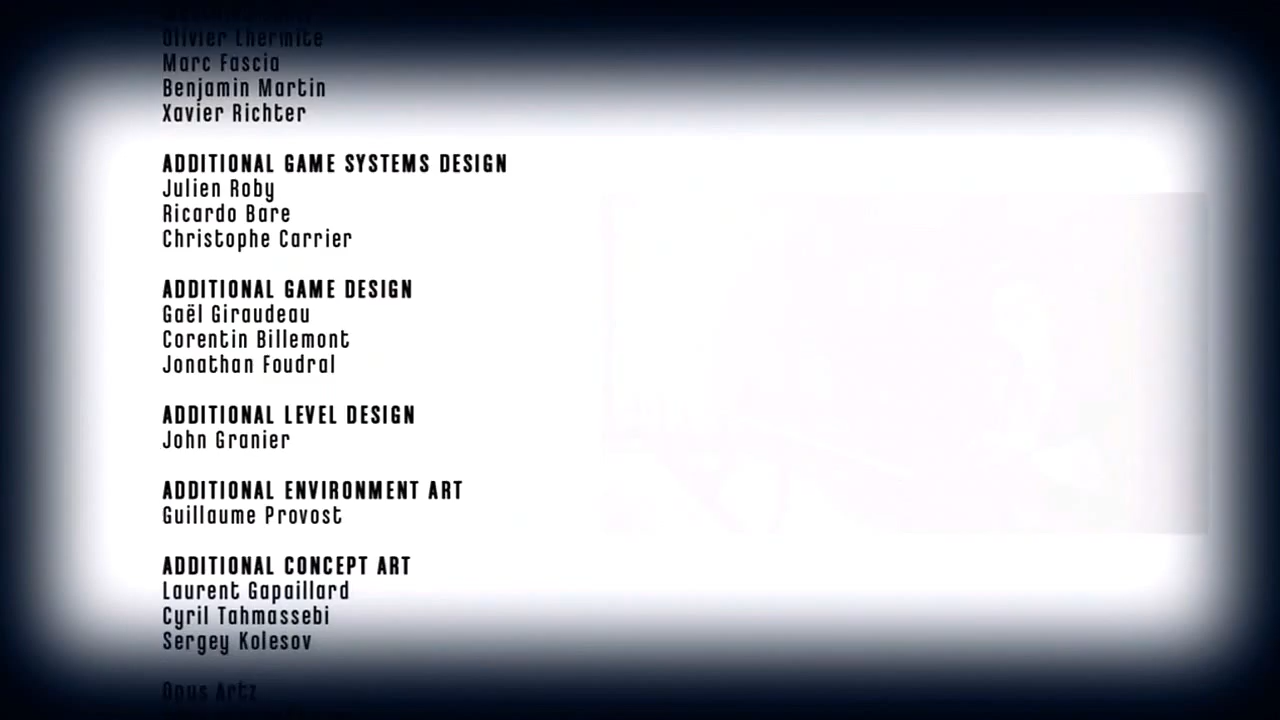 Olivier Lhermite
Marc Fascia
Benjamin Martin
Xavier Richter
ADDITIONAL GAME SYSTEMS DESIGN
Julien Roby
Ricardo Bare
Christophe Carrier
ADDITIONAL GAME DESIGN
Gaël Giraudeau
Corentin Billemont
Jonathan Foudral
ADDITIONAL LEVEL DESIGN
John Granier
ADDITIONAL ENVIRONMENT ART
Guillaume Provost
ADDITIONAL CONCEPT ART
Laurent Gapaillard
Cyril Tahmassebi
Sergey Kolesov
Opus Artz